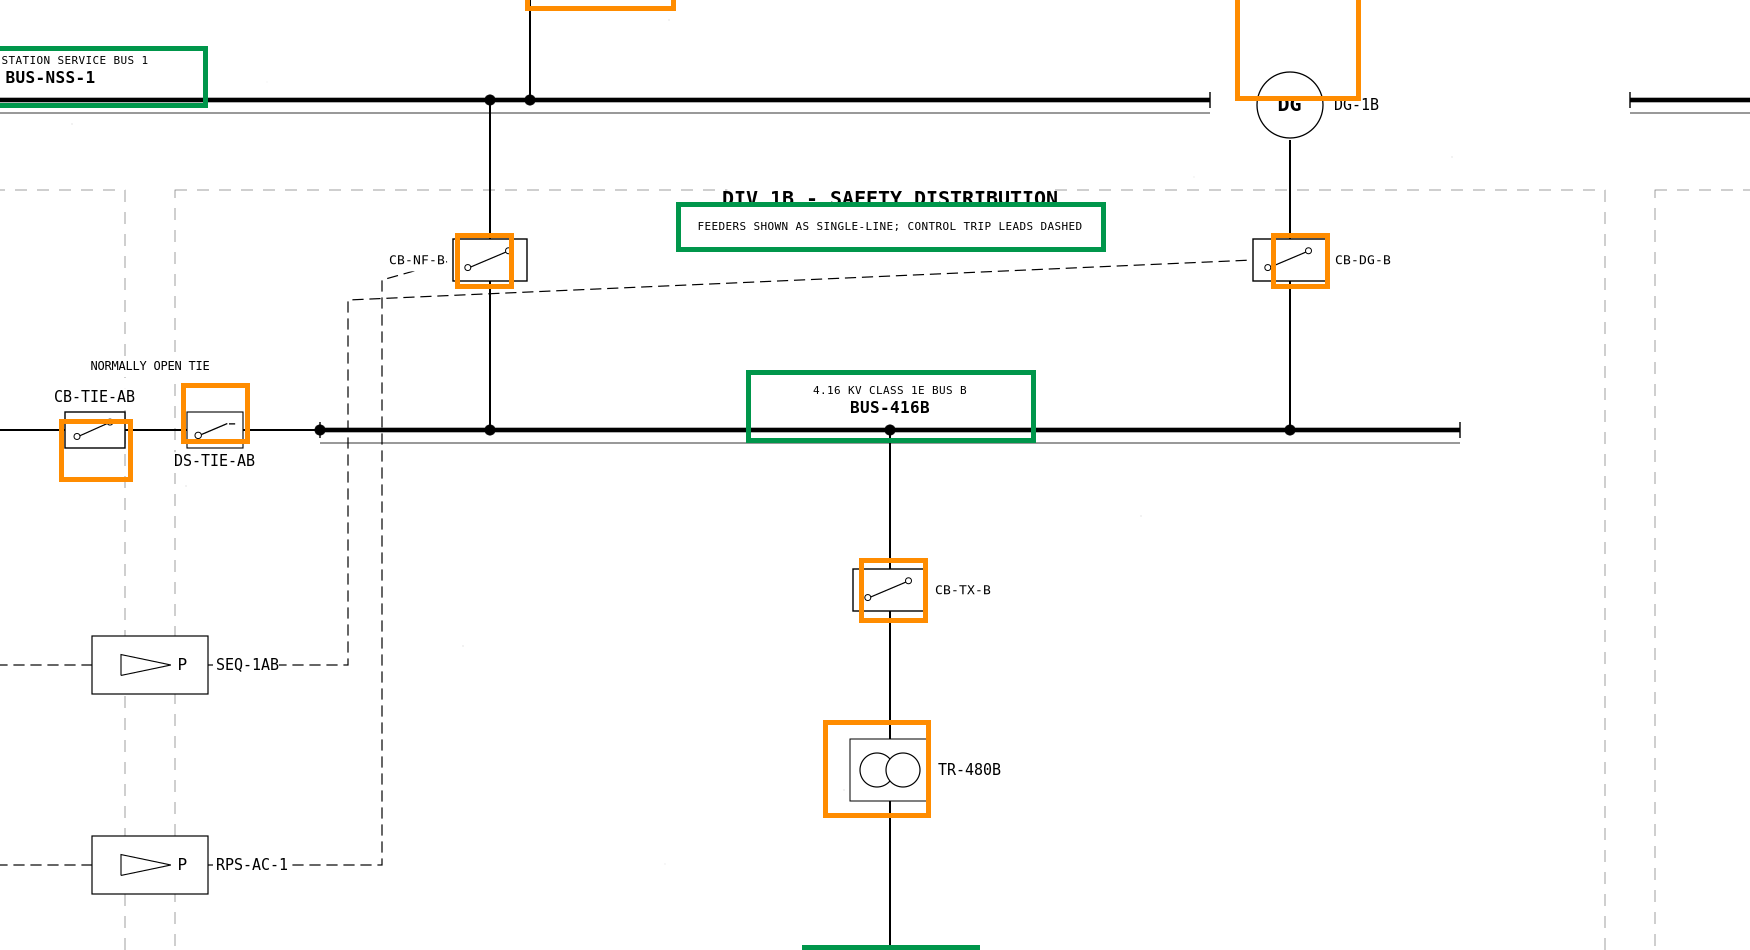 STATION SERVICE BUS 1
BUS-NSS-1
DG
DG-1B
DIV 1B - SAFETY DISTRIBUTION
FEEDERS SHOWN AS SINGLE-LINE; CONTROL TRIP LEADS DASHED
CB-NF-B
CB-DG-B
NORMALLY OPEN TIE
CB-TIE-AB
4.16 KV CLASS 1E BUS B
BUS-416B
DS-TIE-AB
CB-TX-B
P
SEQ-1AB
TR-480B
P
RPS-AC-1